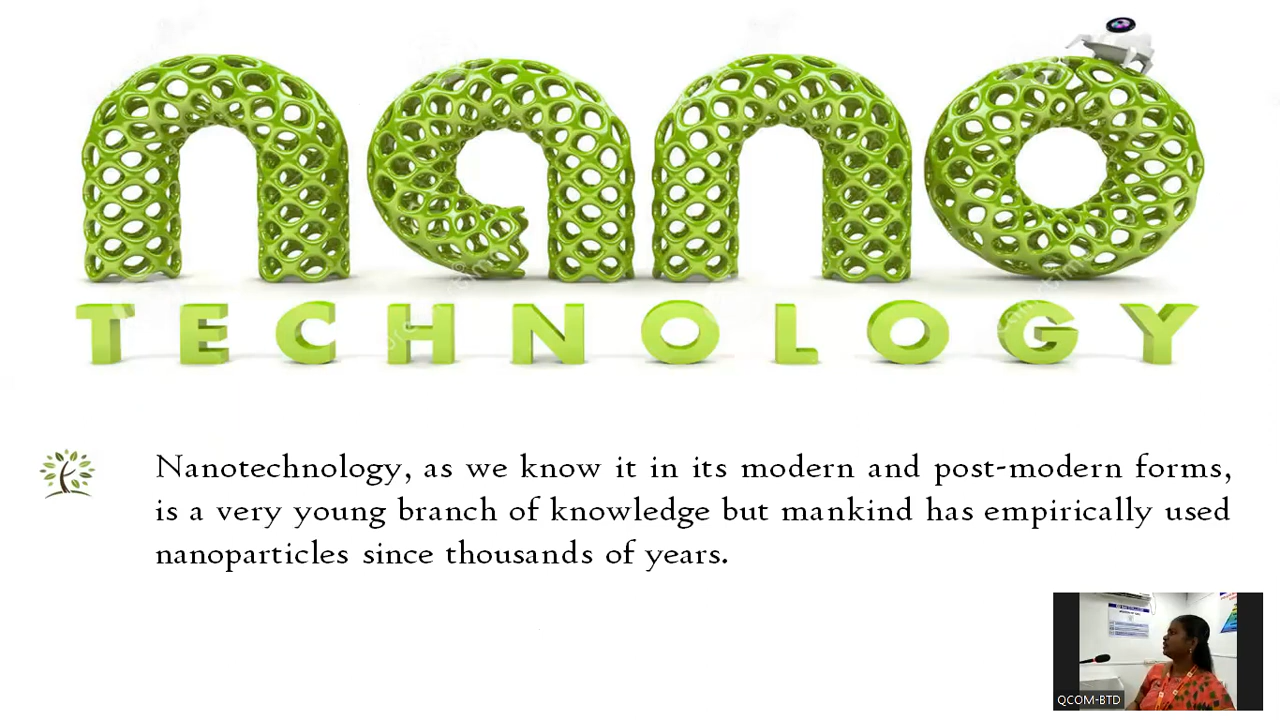 nano
TECHNOLOGY
Nanotechnology, as we know it in its modern and post-modern forms,
is a very young branch of knowledge but mankind has empirically used
nanoparticles since thousands of years.
QCOM-BTD